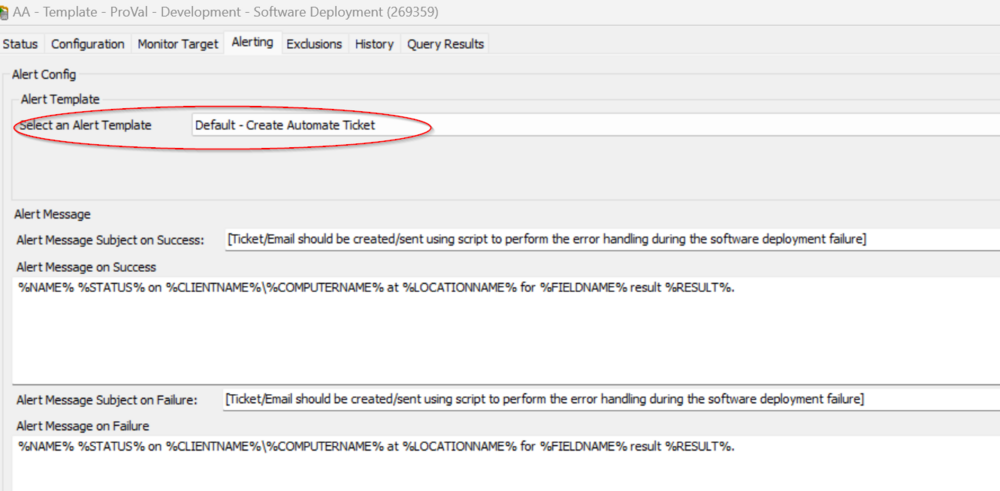 AA - Template - ProVal - Development - Software Deployment (269359)
Status Configuration Monitor Target Alerting Exclusions History Query Results
Alert Config
Alert Template
Select an Alert Template Default - Create Automate Ticket
Alert Message
Alert Message Subject on Success: [Ticket/Email should be created/sent using script to perform the error handling during the software deployment failure]
Alert Message on Success
%NAME% %STATUS% on %CLIENTNAME%\%COMPUTERNAME% at %LOCATIONNAME% for %FIELDNAME% result %RESULT%.
Alert Message Subject on Failure: [Ticket/Email should be created/sent using script to perform the error handling during the software deployment failure]
Alert Message on Failure
%NAME% %STATUS% on %CLIENTNAME%\%COMPUTERNAME% at %LOCATIONNAME% for %FIELDNAME% result %RESULT%.